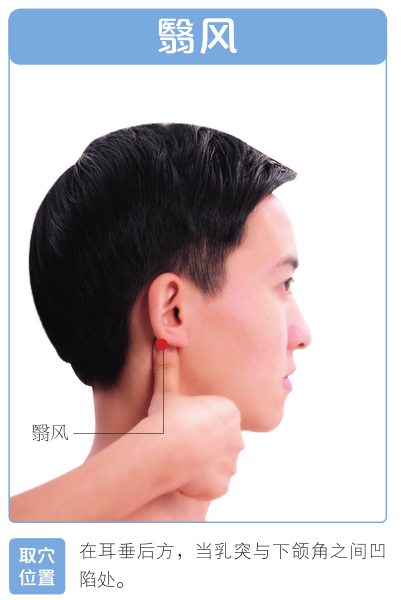 翳风
翳风
取穴
位置
在耳垂后方，当乳突与下颌角之间凹
陷处。